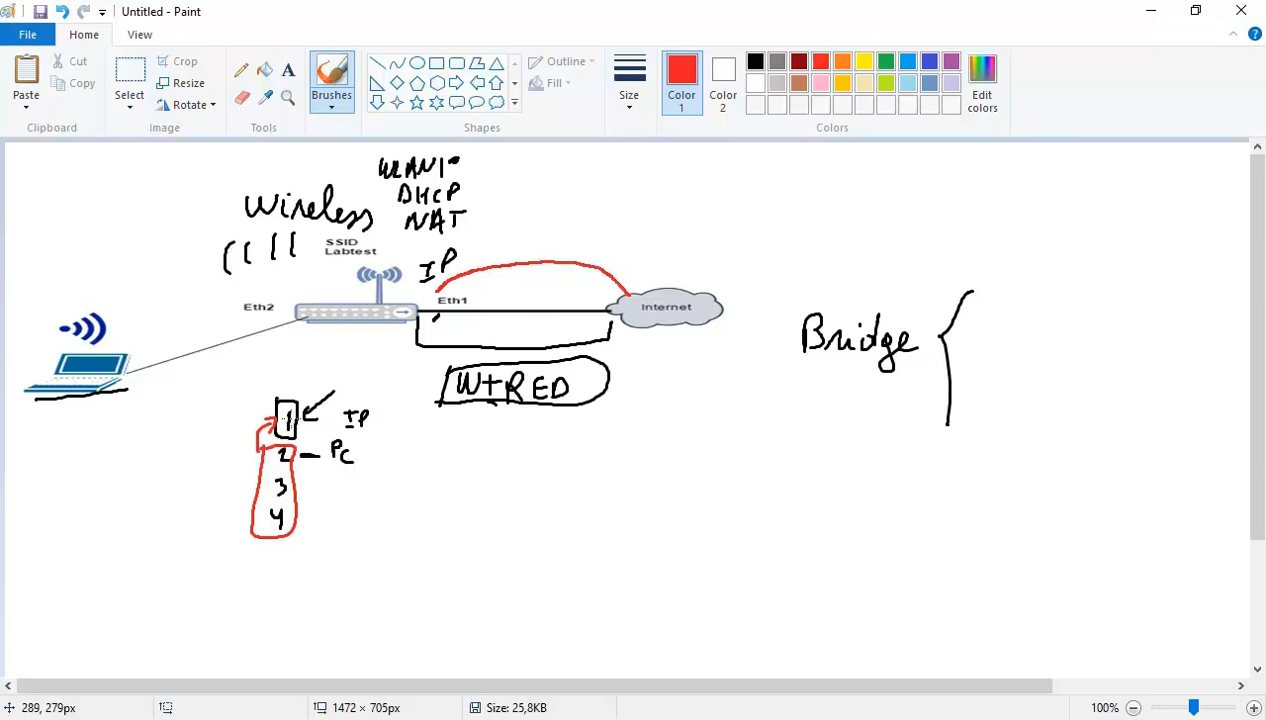 Untitled - Paint
File
Home
View
Paste
Cut
Copy
Clipboard
Select
Crop
Resize
Rotate
Image
A
Tools
Brushes
Outline
Fill
Shapes
Size
Color
1
Color
2
Edit
colors
Colors
WLAN1
DHCP
NAT
Wireless
SSID
Labtest
IP
Eth2
Eth1
Internet
Bridge
WIRED
1 IP
2 - PC
3
4
289, 279px
1472 × 705px
Size: 25,8KB
100%